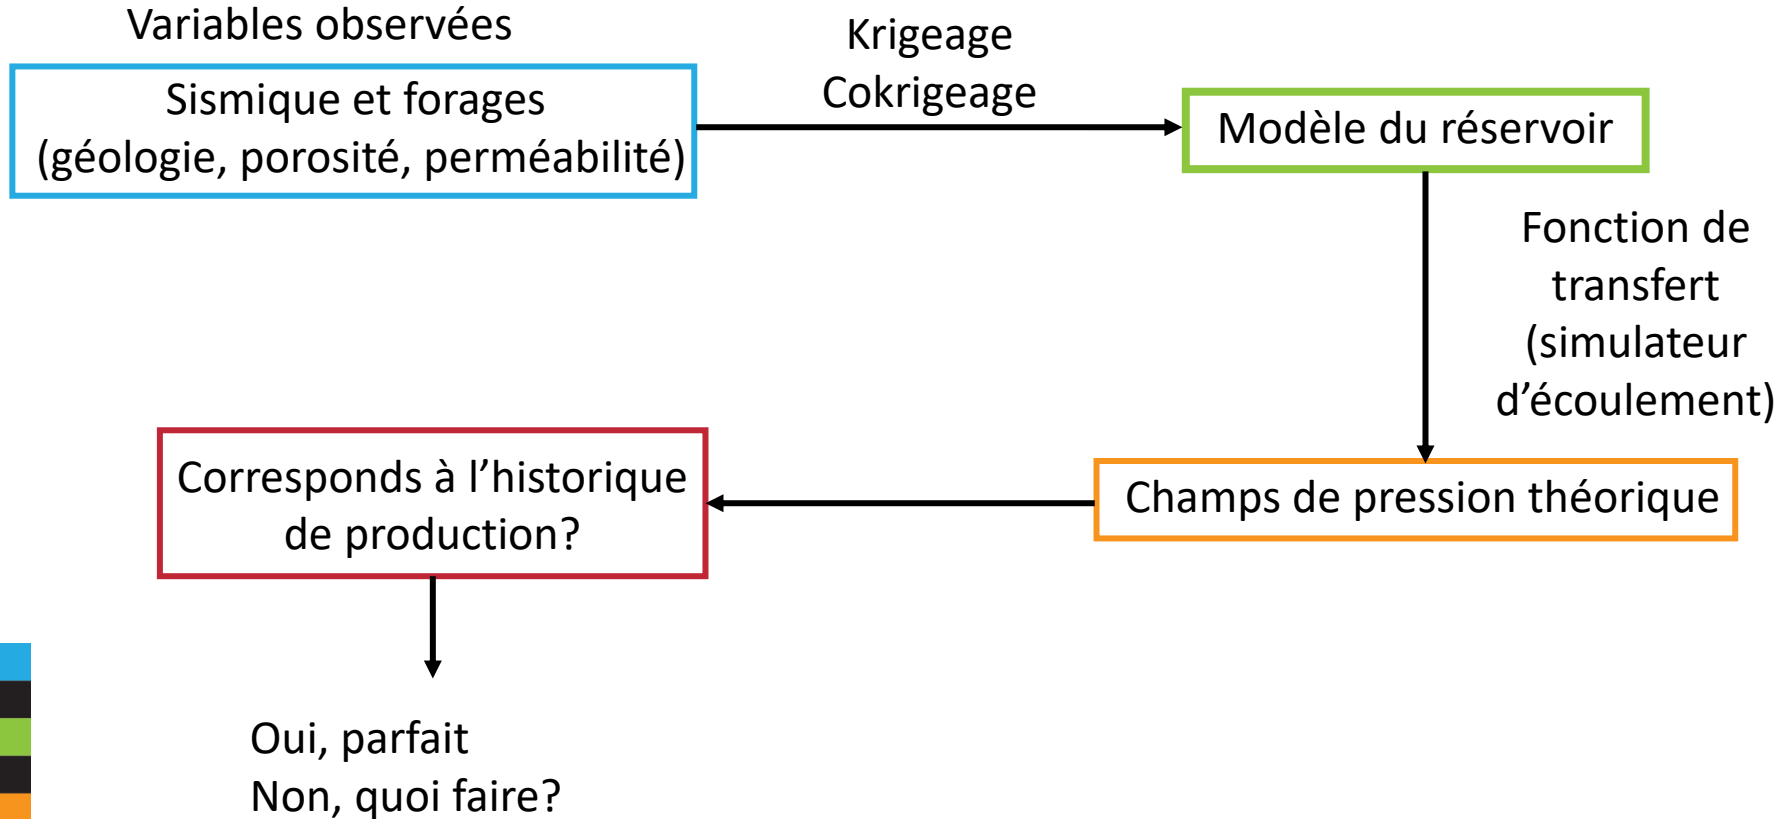 Variables observées
Sismique et forages
(géologie, porosité, perméabilité)
Krigeage
Cokrigeage
Modèle du réservoir
Fonction de
transfert
(simulateur
d’écoulement)
Champs de pression théorique
Corresponds à l’historique
de production?
Oui, parfait
Non, quoi faire?